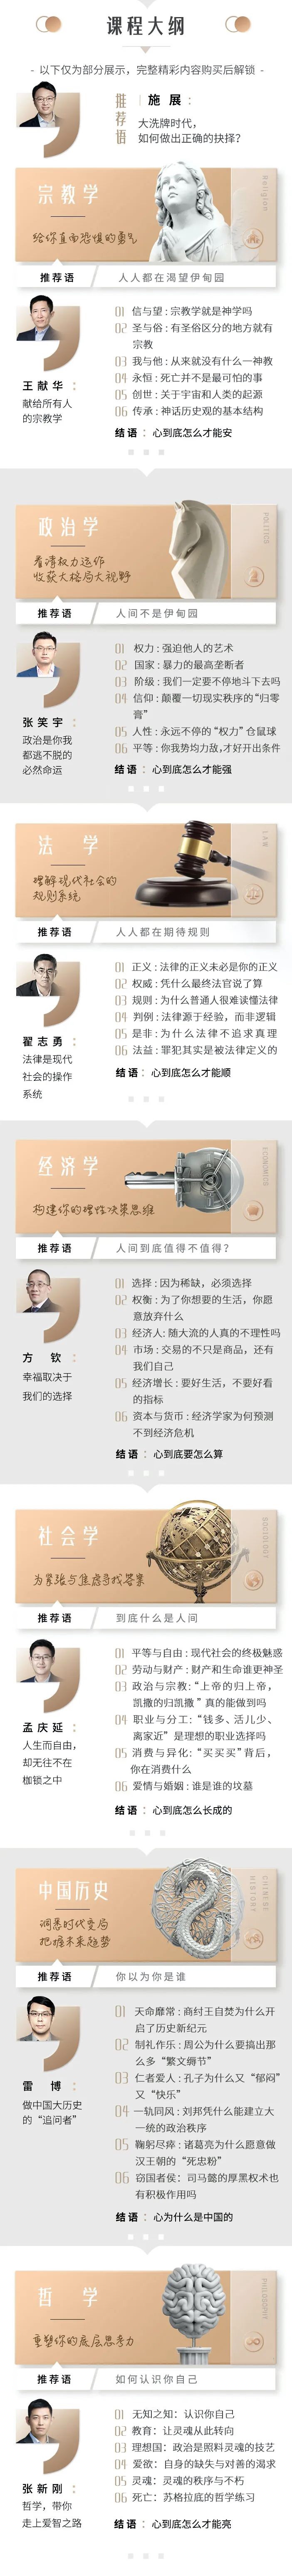 课程大纲
- 以下仅为部分展示，完整精彩内容购买后解锁 -
推荐语
施展：
大洗牌时代，
如何做出正确的抉择？
宗教学
给你直面恐惧的勇气
Religion
推荐语
人人都在渴望伊甸园
王献华：
献给所有人
的宗教学
01 信与望：宗教学就是神学吗
02 圣与俗：有圣俗区分的地方就有
宗教
03 我与他：从来就没有什么一神教
04 永恒：死亡并不是最可怕的事
05 创世：关于宇宙和人类的起源
06 传承：神话历史观的基本结构
结语：心到底怎么才能安
政治学
看清权力运作
收获大格局大视野
POLITICS
推荐语
人间不是伊甸园
张笑宇：
政治是你我
都逃不脱的
必然命运
01 权力：强迫他人的艺术
02 国家：暴力的最高垄断者
03 阶级：我们一定要不停地斗下去吗
04 信仰：颠覆一切现实秩序的“归零
膏”
05 人性：永远不停的“权力”仓鼠球
06 平等：你我势均力敌，才好开出条件
结语：心到底怎么才能强
法学
理解现代社会的
规则系统
LAW
推荐语
人人都在期待规则
翟志勇：
法律是现代
社会的操作
系统
01 正义：法律的正义未必是你的正义
02 权威：凭什么最终法官说了算
03 规则：为什么普通人很难读懂法律
04 判例：法律源于经验，而非逻辑
05 是非：为什么法律不追求真理
06 法益：罪犯其实是被法律定义的
结语：心到底怎么才能顺
经济学
构建你的理性决策思维
ECONOMICS
推荐语
人间到底值得不值得？
方钦：
幸福取决于
我们的选择
01 选择：因为稀缺，必须选择
02 权衡：为了你想要的生活，你愿
意放弃什么
03 经济人：随大流的人真的不理性吗
04 市场：交易的不只是商品，还有
我们自己
05 经济增长：要好生活，不要好看
的指标
06 资本与货币：经济学家为何预测
不到经济危机
结语：心到底要怎么算
社会学
为紧张与焦虑寻找答案
SOCIOLOGY
推荐语
到底什么是人间
孟庆延：
人生而自由，
却无往不在
枷锁之中
01 平等与自由：现代社会的终极魅惑
02 劳动与财产：财产和生命谁更神圣
03 政治与宗教：“上帝的归上帝，
凯撒的归凯撒”真的能做到吗
04 职业与分工：“钱多、活儿少、
离家近”是理想的职业选择吗
05 消费与异化：“买买买”背后，
你在消费什么
06 爱情与婚姻：谁是谁的坟墓
结语：心到底怎么长成的
中国历史
洞悉时代变局
把握未来趋势
CHINESE
HISTORY
推荐语
你以为你是谁
雷博：
做中国大历史
的“追问者”
01 天命靡常：商纣王自焚为什么开
启了历史新纪元
02 制礼作乐：周公为什么要搞出那
么多“繁文缛节”
03 仁者爱人：孔子为什么又“郁闷”
又“快乐”
04 一轨同风：刘邦凭什么能建立大
一统的政治秩序
05 鞠躬尽瘁：诸葛亮为什么愿意做
汉王朝的“死忠粉”
06 窃国者侯：司马懿的厚黑权术也
有积极作用吗
结语：心为什么是中国的
哲学
重塑你的底层思考力
PHILOSOPHY
推荐语
如何认识你自己
张新刚：
哲学，带你
走上爱智之路
01 无知之知：认识你自己
02 教育：让灵魂从此转向
03 理想国：政治是照料灵魂的技艺
04 爱欲：自身的缺失与对善的渴求
05 灵魂：灵魂的秩序与不朽
06 死亡：苏格拉底的哲学练习
结语：心到底怎么才能亮